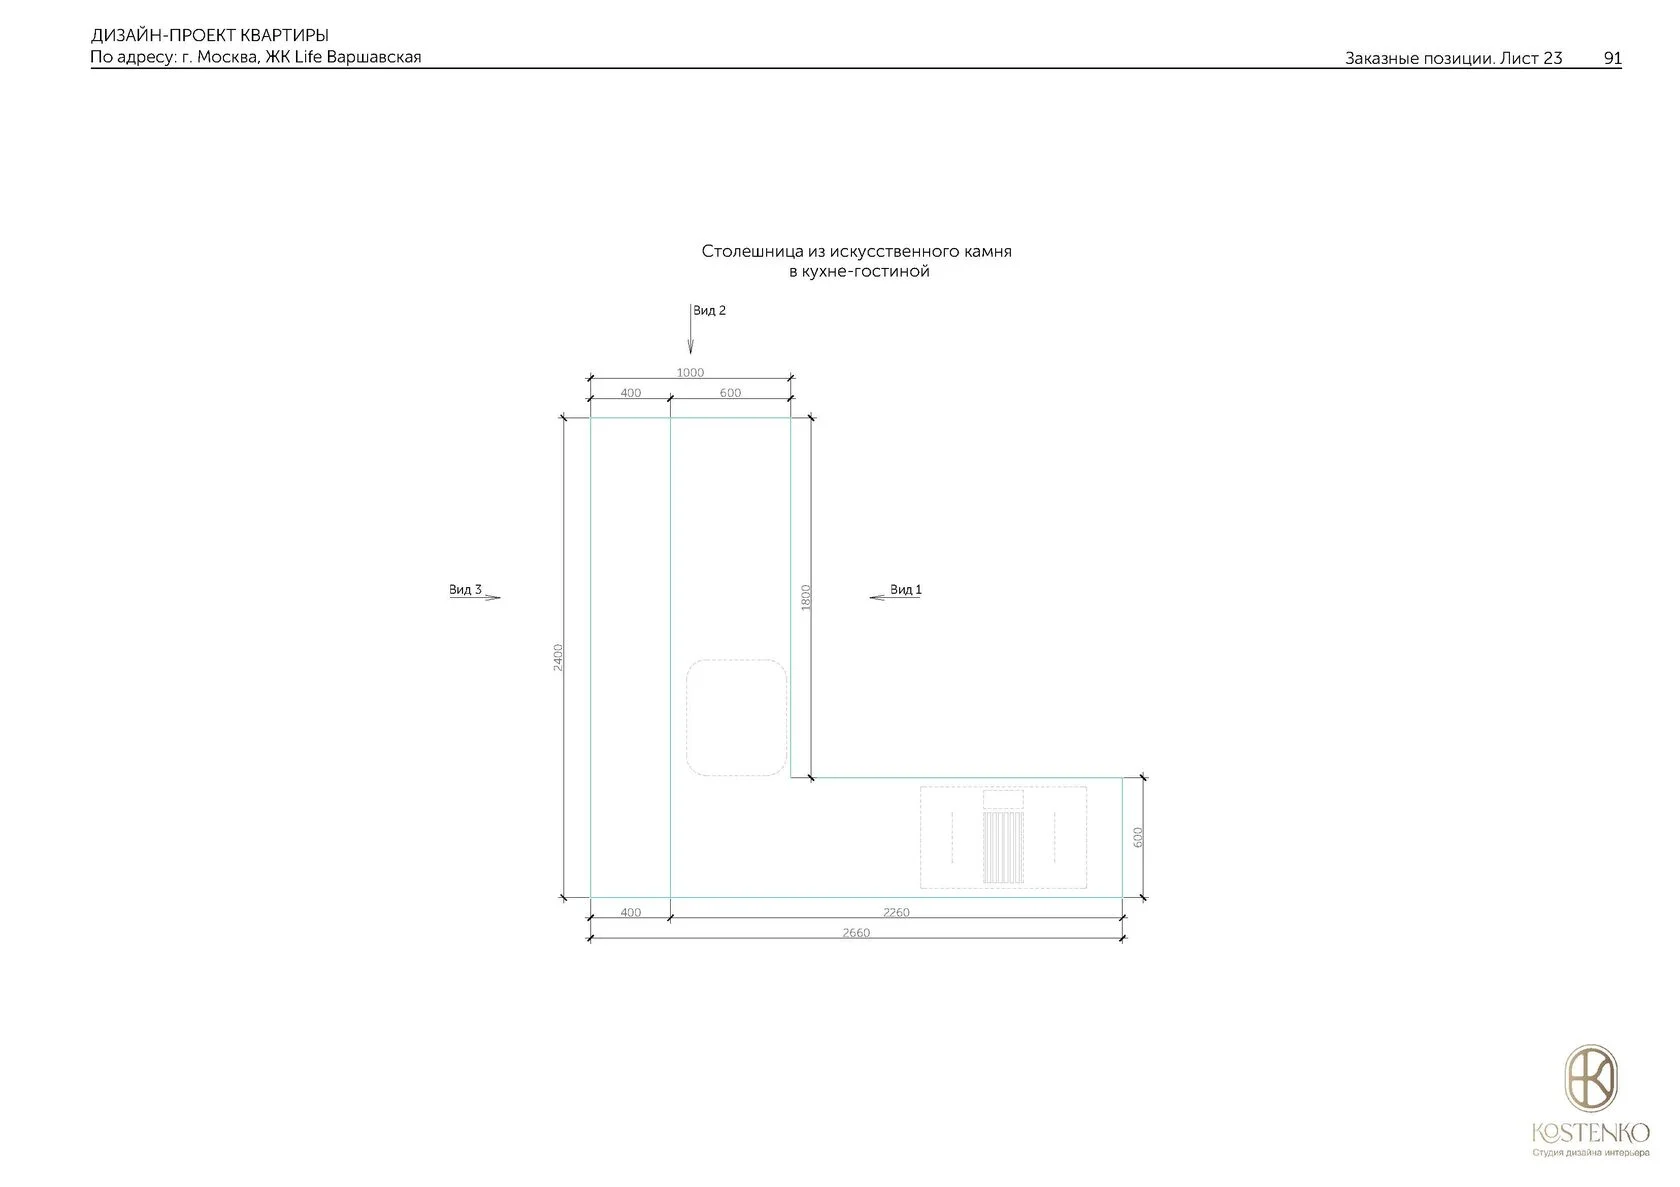 ДИЗАЙН-ПРОЕКТ КВАРТИРЫ
По адресу: г. Москва, ЖК Life Варшавская
Заказные позиции. Лист 23 91
Столешница из искусственного камня
в кухне-гостиной
Вид 2
1000
400 600
Вид 3
Вид 1
1800
2400
600
400 2260
2660
KOSTENKO
Студия дизайна интерьера